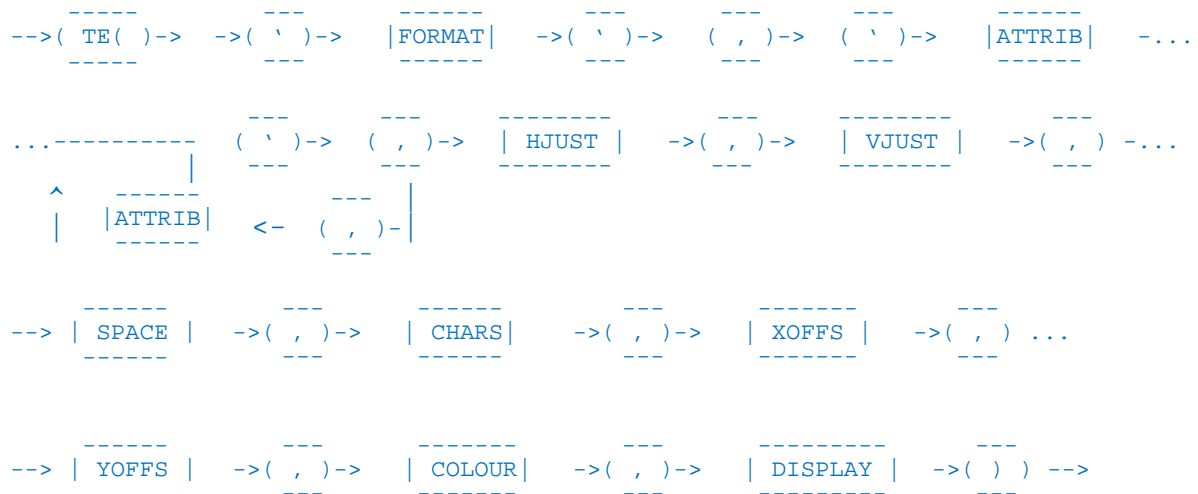 -->( TE( )-> ->( ‘ )-> |FORMAT| ->( ‘ )-> ( , )-> ( ‘ )-> |ATTRIB| -...
...---------- ( ‘ )-> ( , )-> | HJUST | ->( , )-> | VJUST | ->( , ) -...
|ATTRIB| <- ( , )-|
--> | SPACE | ->( , )-> | CHARS| ->( , )-> | XOFFS | ->( , ) ...
--> | YOFFS | ->( , )-> | COLOUR| ->( , )-> | DISPLAY | ->( ) ) -->